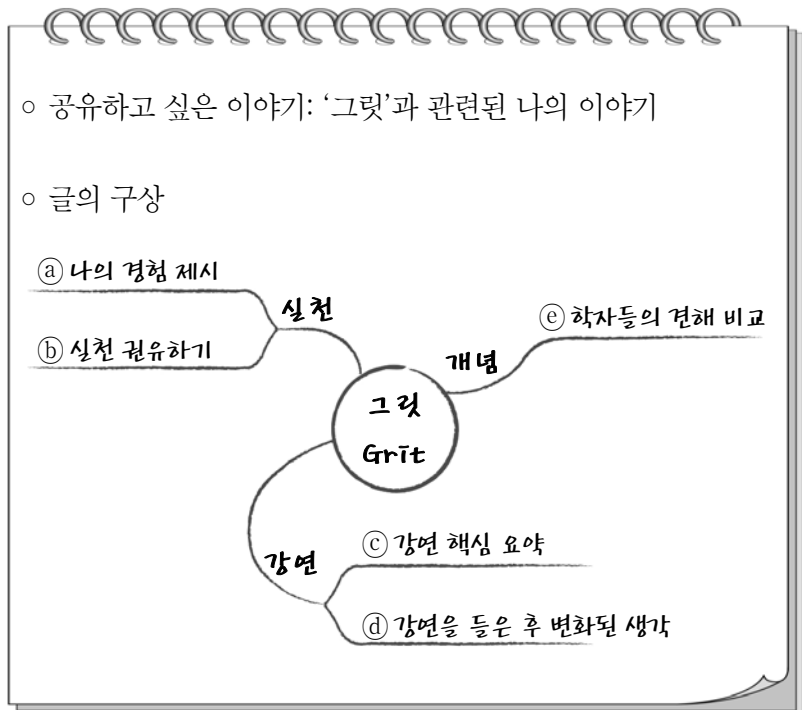 ○ 공유하고 싶은 이야기: ‘그릿’과 관련된 나의 이야기
○ 글의 구상
ⓐ 나의 경험 제시
실천
ⓑ 실천 권유하기
ⓔ 학자들의 견해 비교
개념
그릿
Grit
강연
ⓒ 강연 핵심 요약
ⓓ 강연을 들은 후 변화된 생각